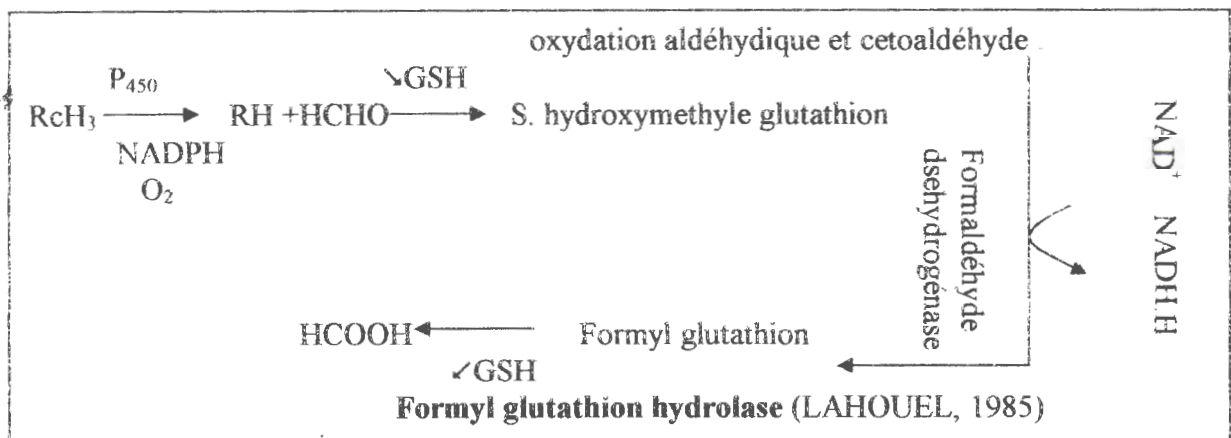 oxydation aldéhydique et cetoaldéhyde
P450 ↘GSH
RcH3 → RH +HCHO → S. hydroxymethyle glutathion
NADPH
O2
Formaldéhyde
dsehydrogénase
NAD+ NADH.H
HCOOH ← Formyl glutathion
↙GSH
Formyl glutathion hydrolase (LAHOUEL, 1985)